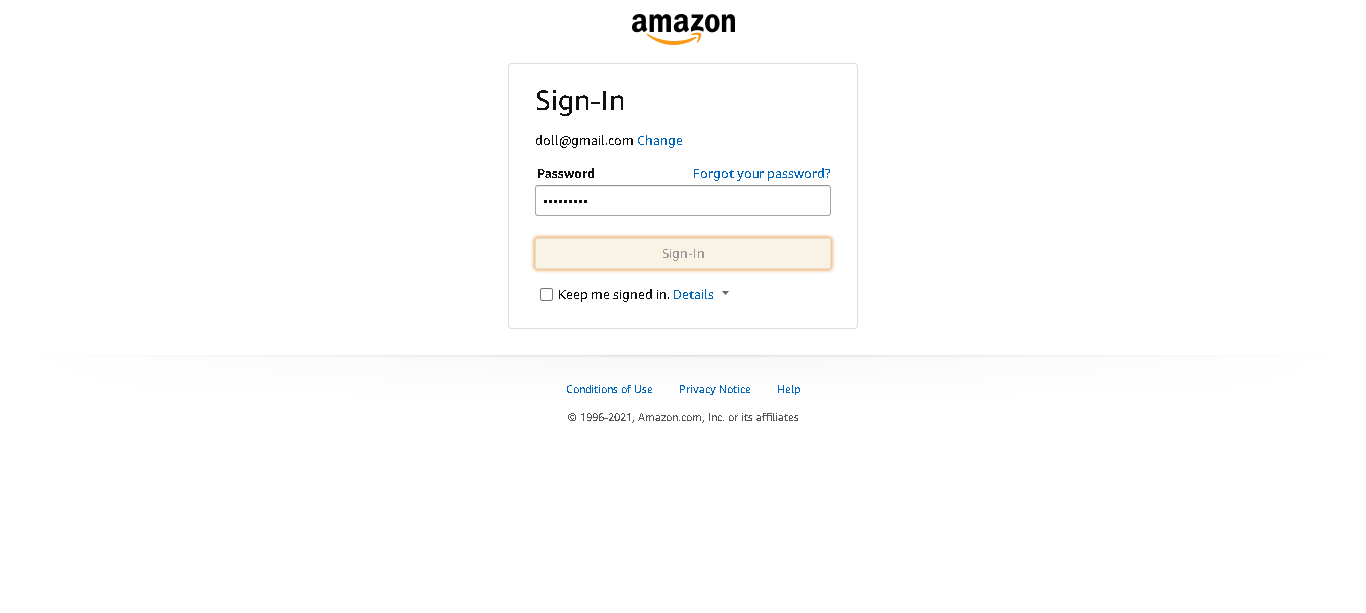 amazon
Sign-In
doll@gmail.com Change
Password Forgot your password?
•••••••••
Sign-In
Keep me signed in. Details
Conditions of Use Privacy Notice Help
© 1996-2021, Amazon.com, Inc. or its affiliates